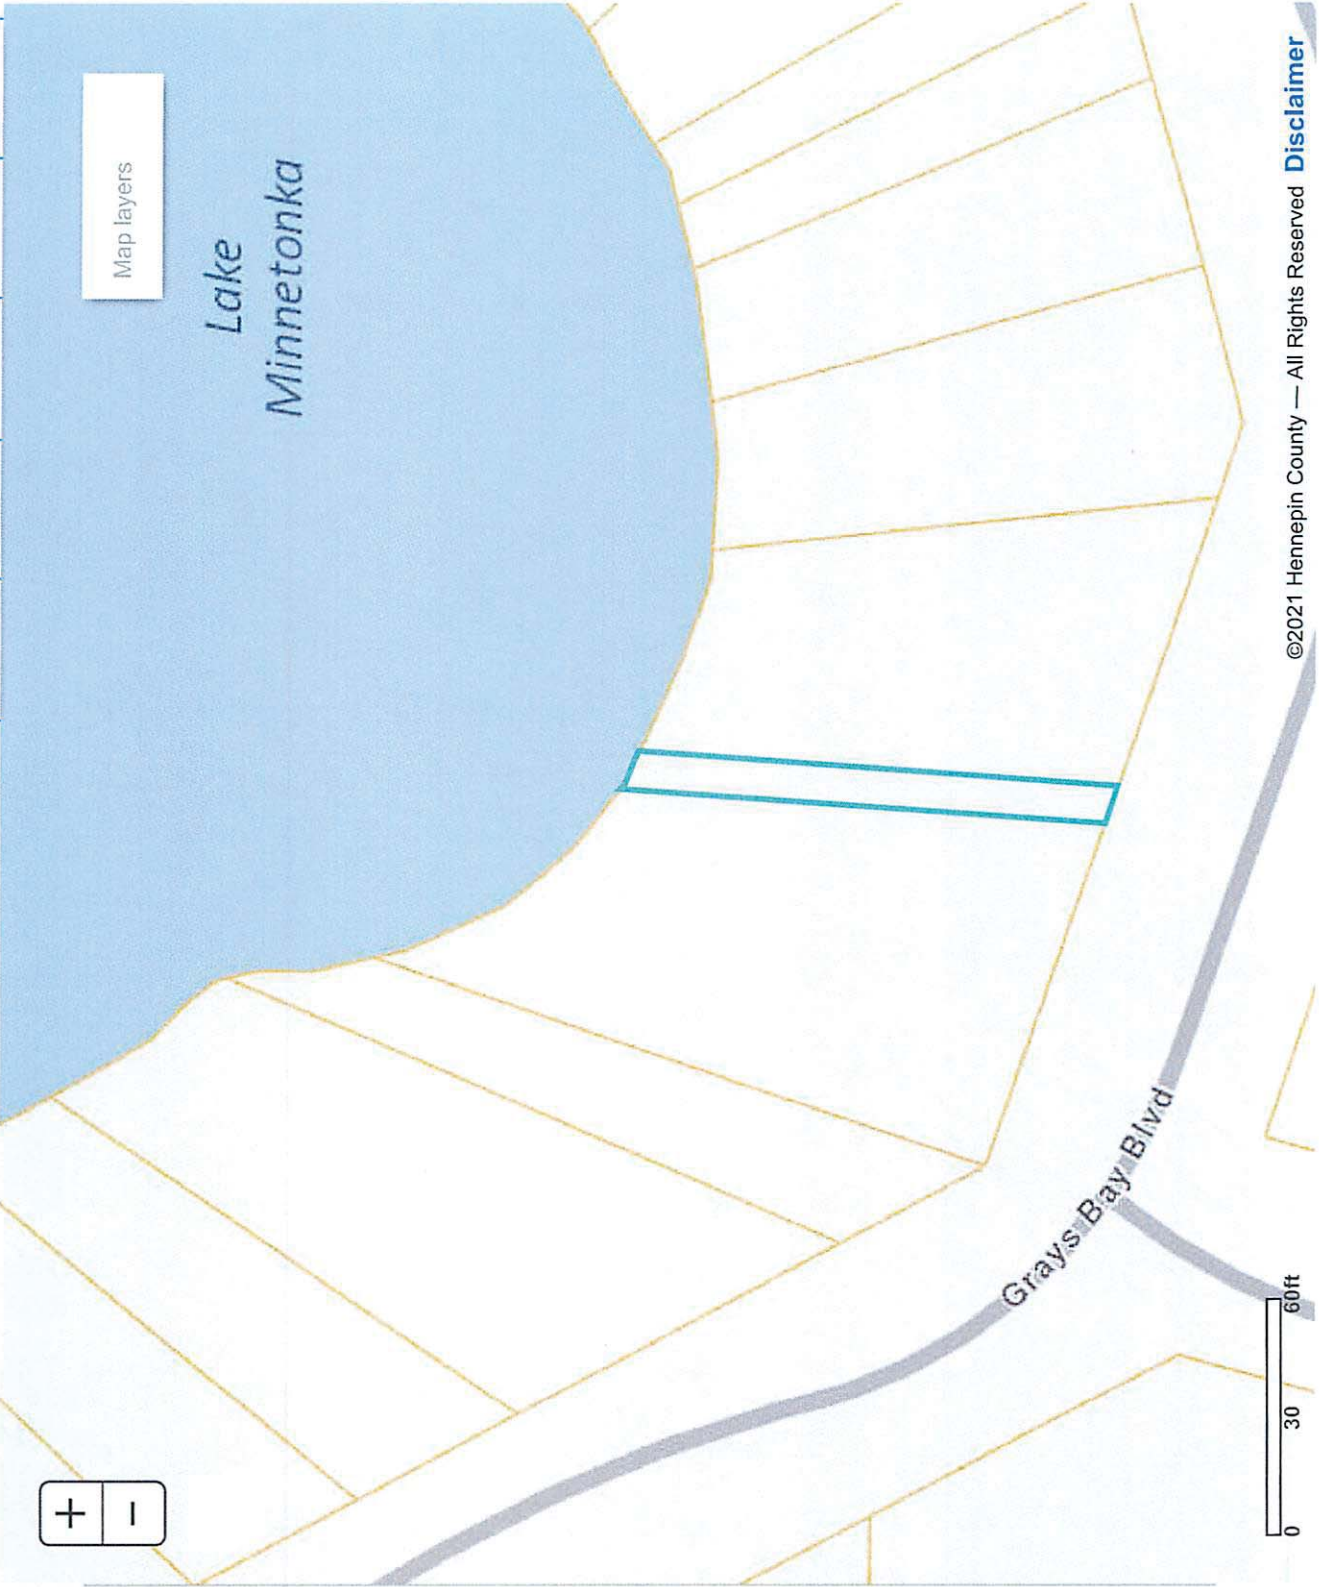 Map layers
Lake
Minnetonka
Grays Bay Blvd
+
−
0 30 60ft
©2021 Hennepin County — All Rights Reserved Disclaimer